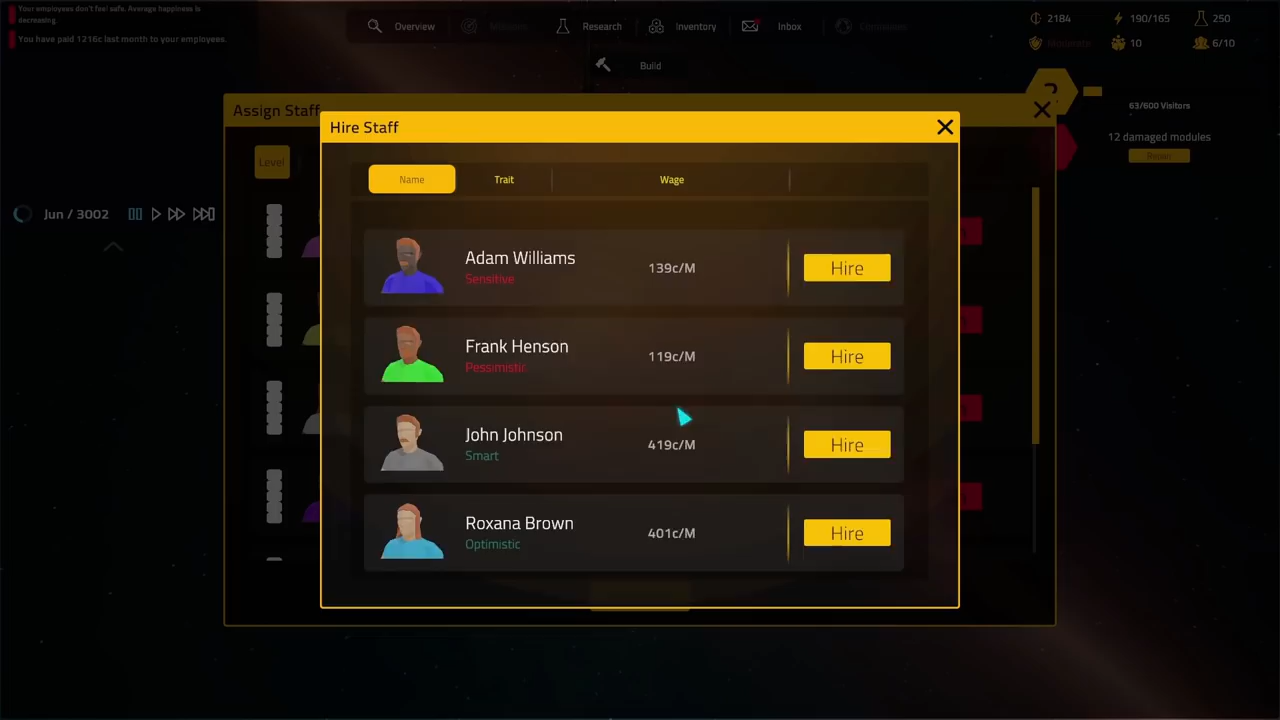 Your employees don't feel safe. Average happiness is
decreasing.
You have paid 1216c last month to your employees.
Overview
Research
Inventory
Inbox
Build
2184
190/165
250
Moderate
10
6/10
63/600 Visitors
12 damaged modules
Repair
Jun / 3002
Assign Staff
Level
Hire Staff
Name Trait Wage
Adam Williams
Sensitive
139c/M
Hire
Frank Henson
Pessimistic
119c/M
Hire
John Johnson
Smart
419c/M
Hire
Roxana Brown
Optimistic
401c/M
Hire